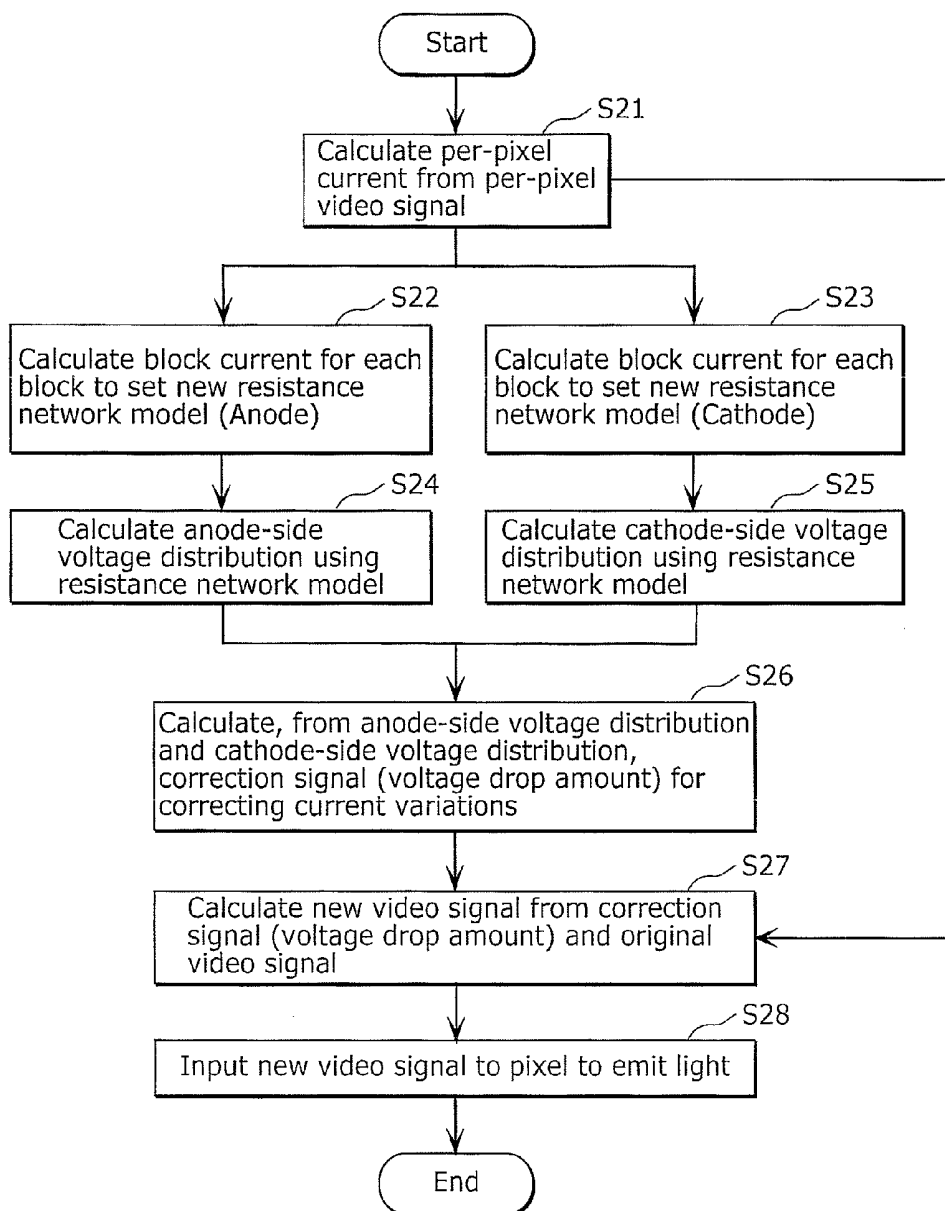 Start
S21
Calculate per-pixel
current from per-pixel
video signal
S22
Calculate block current for each
block to set new resistance
network model (Anode)
S23
Calculate block current for each
block to set new resistance
network model (Cathode)
S24
Calculate anode-side
voltage distribution using
resistance network model
S25
Calculate cathode-side voltage
distribution using resistance
network model
S26
Calculate, from anode-side voltage distribution
and cathode-side voltage distribution,
correction signal (voltage drop amount) for
correcting current variations
S27
Calculate new video signal from correction
signal (voltage drop amount) and original
video signal
S28
Input new video signal to pixel to emit light
End